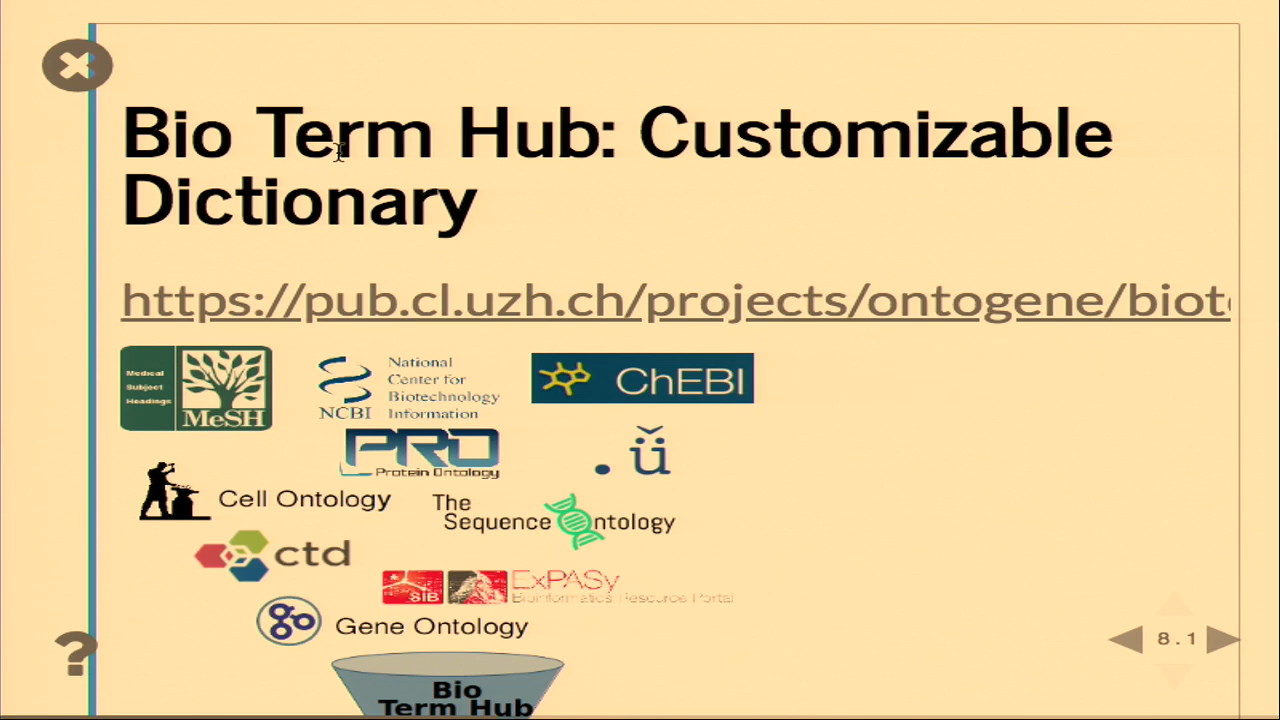 Bio Term Hub: Customizable
Dictionary
https://pub.cl.uzh.ch/projects/ontogene/biot
Medical
Subject
Headings
MeSH
National
Center for
Biotechnology
Information
NCBI
ChEBI
PRO
Protein Ontology
.ü
Cell Ontology
The
Sequence Ontology
ctd
SIB
ExPASy
Bioinformatics Resource Portal
Gene Ontology
?
8.1
Bio
Term Hub